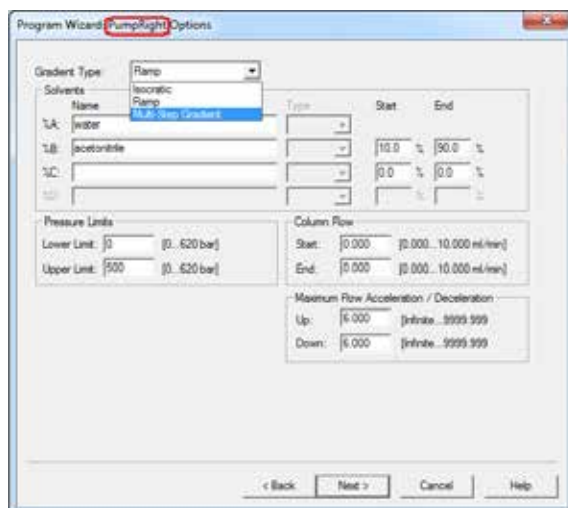 Program Wizard: PumpRight Options
Gradient Type: Ramp
Isocratic
Ramp
Multi-Step Gradient
Solvents
Name Type Start End
%A: water
%B: acetonitrile 10.0 % 90.0 %
%C: 0.0 % 0.0 %
%D: % %
Pressure Limits
Lower Limit: 0 [0...620 bar]
Upper Limit: 500 [0...620 bar]
Column Flow
Start: 0.000 [0.000...10.000 ml/min]
End: 0.000 [0.000...10.000 ml/min]
Maximum Flow Acceleration / Deceleration
Up: 6.000 [Infinite...9999.999
Down: 6.000 [Infinite...9999.999
< Back Next > Cancel Help